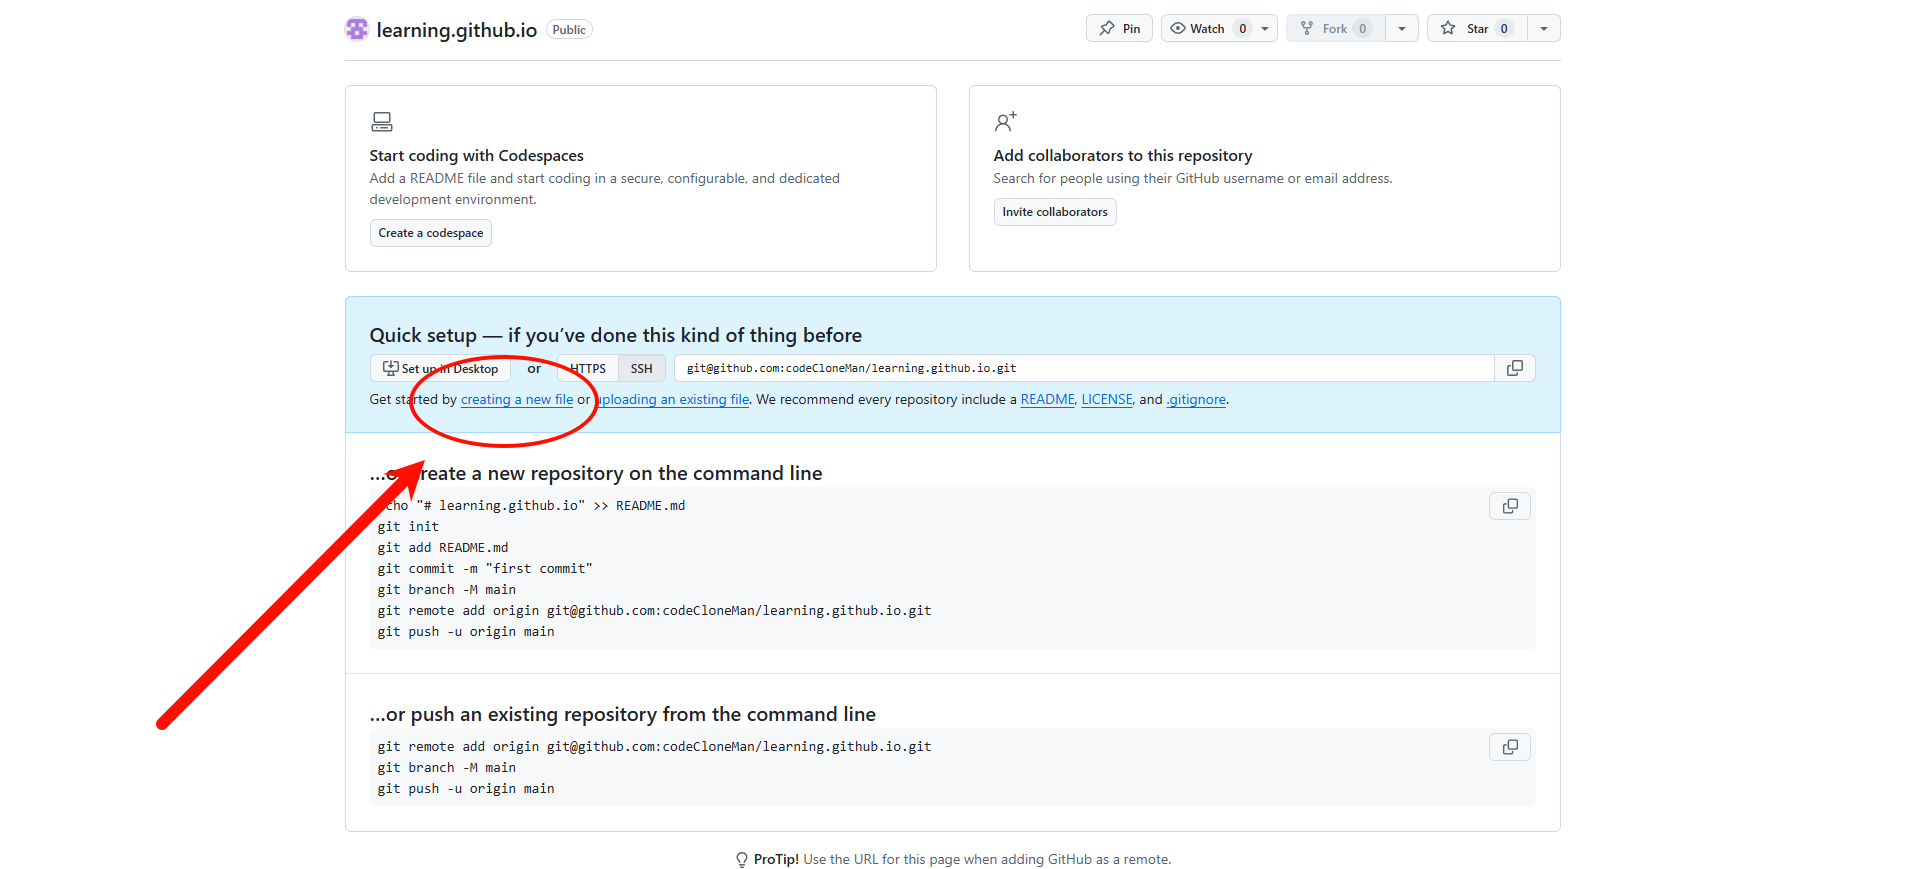 learning.github.io Public Pin Watch 0 Fork 0 Star 0
Start coding with Codespaces
Add a README file and start coding in a secure, configurable, and dedicated
development environment.
Create a codespace
Add collaborators to this repository
Search for people using their GitHub username or email address.
Invite collaborators
Quick setup — if you’ve done this kind of thing before
Set up in Desktop or HTTPS SSH git@github.com:codeCloneMan/learning.github.io.git
Get started by creating a new file or uploading an existing file. We recommend every repository include a README, LICENSE, and .gitignore.
…or create a new repository on the command line
echo "# learning.github.io" >> README.md
git init
git add README.md
git commit -m "first commit"
git branch -M main
git remote add origin git@github.com:codeCloneMan/learning.github.io.git
git push -u origin main
…or push an existing repository from the command line
git remote add origin git@github.com:codeCloneMan/learning.github.io.git
git branch -M main
git push -u origin main
ProTip! Use the URL for this page when adding GitHub as a remote.